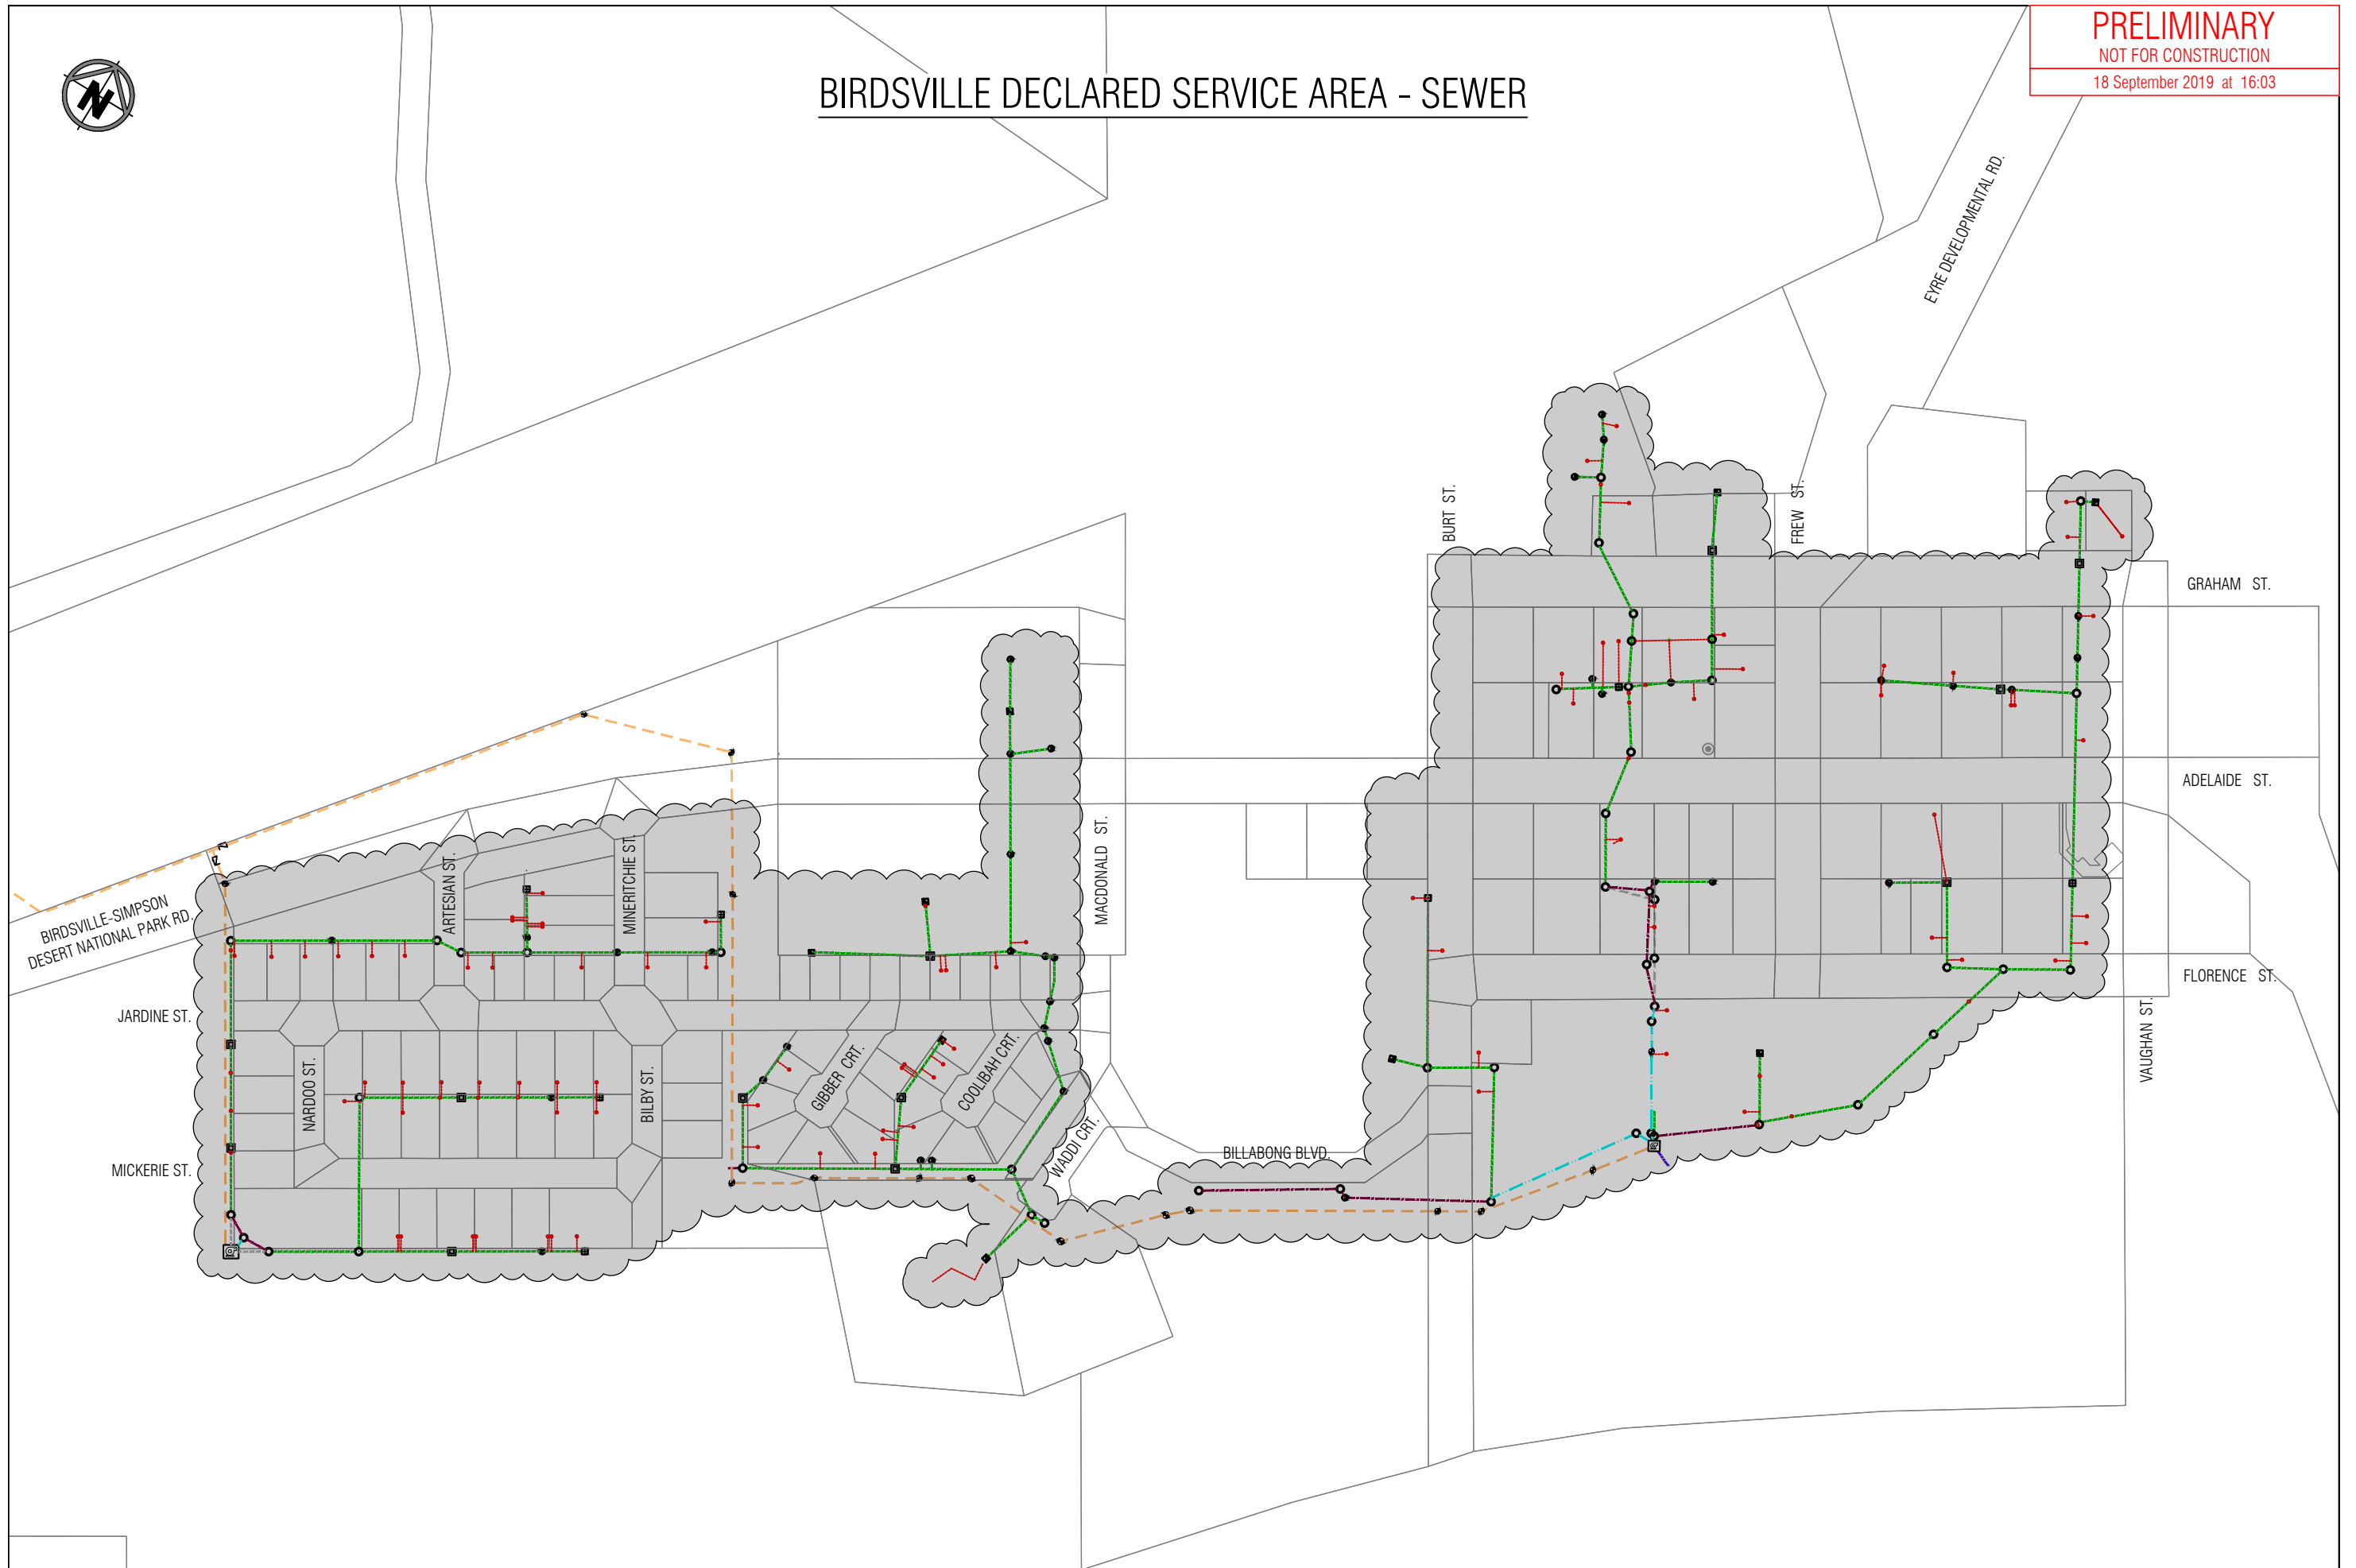 PRELIMINARY
NOT FOR CONSTRUCTION
18 September 2019 at 16:03
N
BIRDSVILLE DECLARED SERVICE AREA - SEWER
EYRE DEVELOPMENTAL RD.
BURT ST.
FREW ST.
GRAHAM ST.
ADELAIDE ST.
FLORENCE ST.
VAUGHAN ST.
MACDONALD ST.
ARTESIAN ST.
MINERITCHIE ST.
BIRDSVILLE-SIMPSON
DESERT NATIONAL PARK RD.
JARDINE ST.
NARDOO ST.
BILBY ST.
GIBBER CRT.
COOLIBAH CRT.
WADDI CRT.
BILLABONG BLVD.
MICKERIE ST.